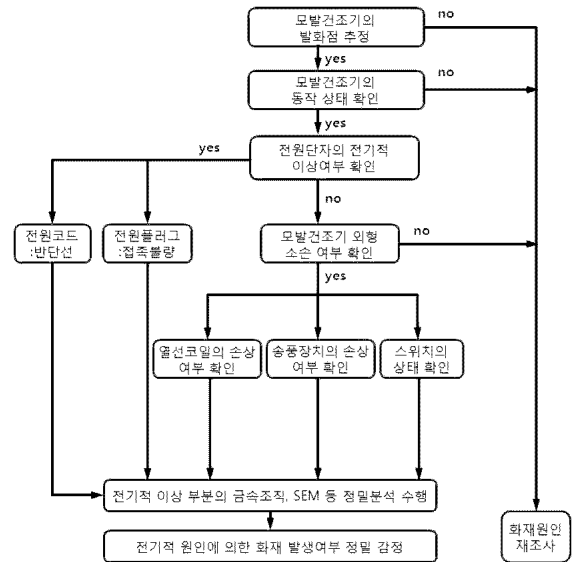 모발건조기의
발화점 추정
no
yes
모발건조기의
동작 상태 확인
no
yes
전원단자의 전기적
이상여부 확인
yes
no
전원코드
:반단선
전원플러그
:접촉불량
모발건조기 외형
소손 여부 확인
no
yes
열선코일의 손상
여부 확인
송풍장치의 손상
여부 확인
스위치의
상태 확인
전기적 이상 부분의 금속조직, SEM 등 정밀분석 수행
전기적 원인에 의한 화재 발생여부 정밀 감정
화재원인
재조사